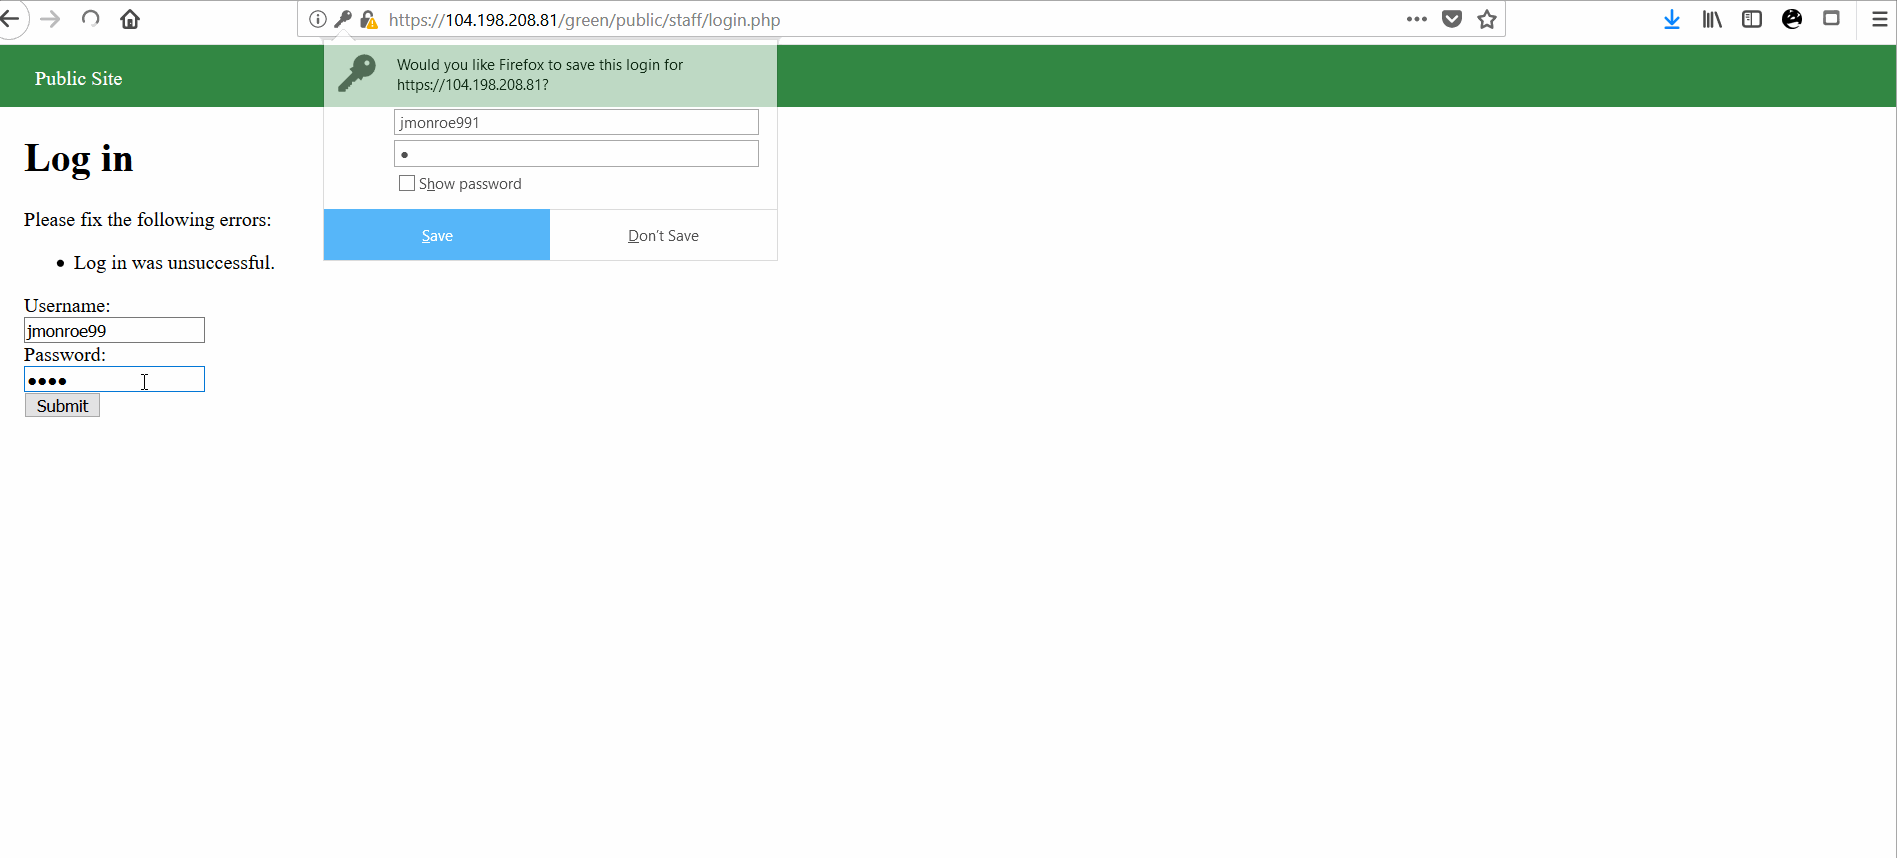 https://104.198.208.81/green/public/staff/login.php
Public Site
Would you like Firefox to save this login for
https://104.198.208.81?
jmonroe991
●
Show password
Save
Don't Save
Log in
Please fix the following errors:
• Log in was unsuccessful.
Username:
jmonroe99
Password:
●●●●
Submit